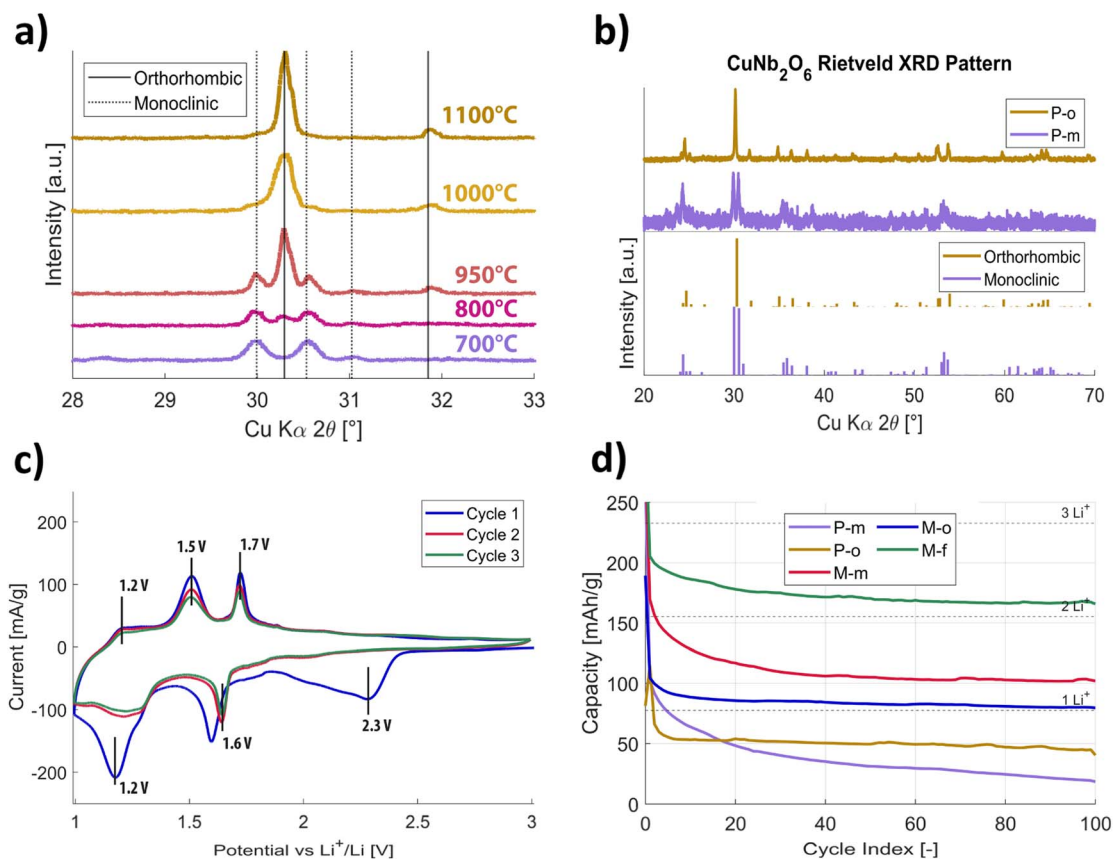 a)
Orthorhombic
Monoclinic
1100°C
1000°C
950°C
800°C
700°C
Intensity [a.u.]
28 29 30 31 32 33
Cu Kα 2θ [°]
b)
CuNb₂O₆ Rietveld XRD Pattern
P-o
P-m
Orthorhombic
Monoclinic
Intensity [a.u.]
20 30 40 50 60 70
Cu Kα 2θ [°]
c)
Cycle 1
Cycle 2
Cycle 3
200
100
0
-100
-200
Current [mA/g]
1.2 V
1.5 V
1.7 V
1.2 V
1.6 V
2.3 V
1 1.5 2 2.5 3
Potential vs Li⁺/Li [V]
d)
P-m M-o
P-o M-f
M-m
3 Li⁺
2 Li⁺
1 Li⁺
250
200
150
100
50
0
Capacity [mAh/g]
0 20 40 60 80 100
Cycle Index [-]